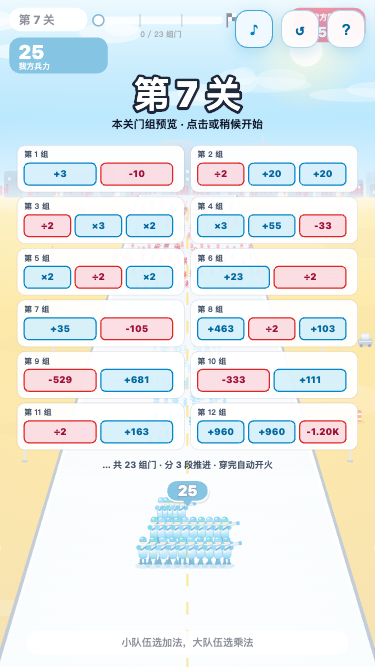 第 7 关
25
我方兵力
0 / 23 组门
♪
↺
?
第7关
本关门组预览 · 点击或稍候开始
第 1 组
+3
-10
第 2 组
÷2
+20
+20
第 3 组
÷2
×3
×2
第 4 组
×3
+55
-33
第 5 组
×2
÷2
×2
第 6 组
+23
÷2
第 7 组
+35
-105
第 8 组
+463
÷2
+103
第 9 组
-529
+681
第 10 组
-333
+111
第 11 组
÷2
+163
第 12 组
+960
+960
-1.20K
... 共 23 组门 · 分 3 段推进 · 穿完自动开火
25
小队伍选加法，大队伍选乘法